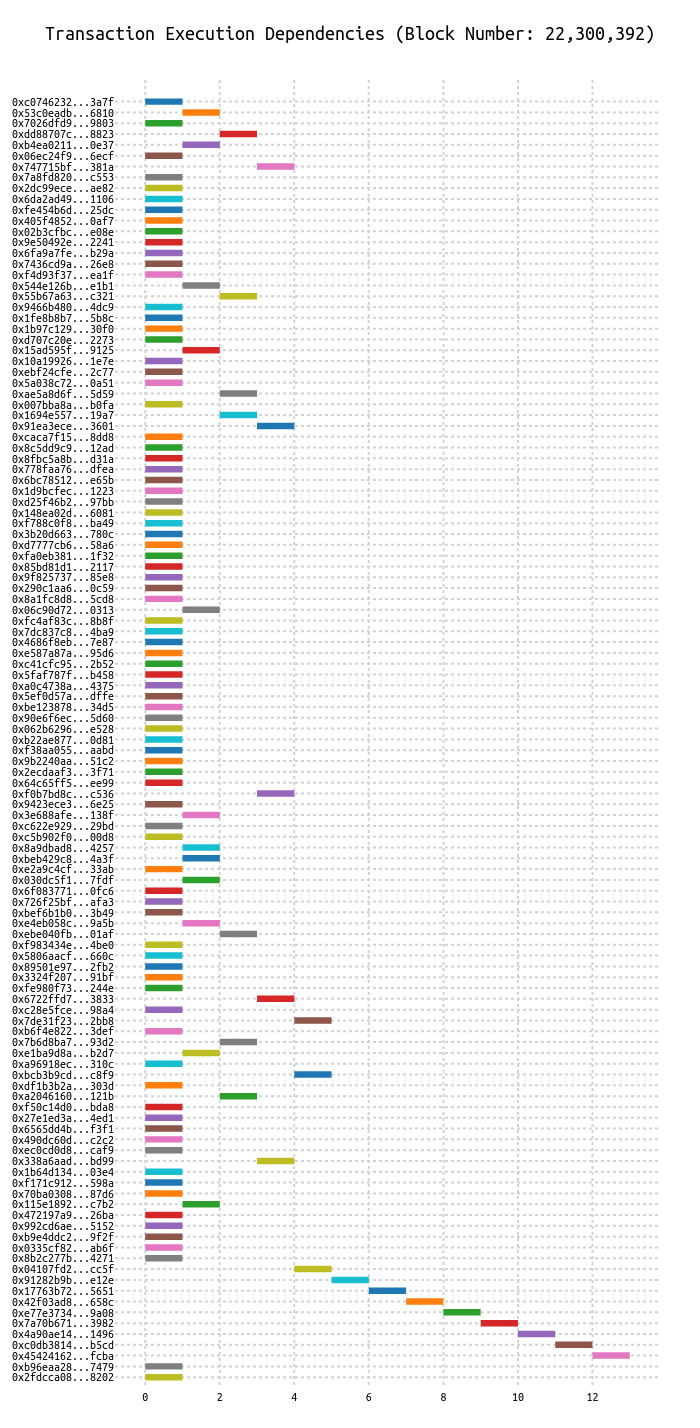 Transaction Execution Dependencies (Block Number: 22,300,392)
0xc0746232...3a7f
0x53c0eadb...6810
0x7026dfd9...9803
0xdd88707c...8823
0xb4ea0211...0e37
0x06ec24f9...6ecf
0x747715bf...381a
0x7a8fd820...c553
0x2dc99ece...ae82
0x6da2ad49...1106
0xfe454b6d...25dc
0x405f4852...0af7
0x02b3cfbc...e08e
0x9e50492e...2241
0x6fa9a7fe...b29a
0x7436cd9a...26e8
0xf4d93f37...ea1f
0x544e126b...e1b1
0x55b67a63...c321
0x9466b480...4dc9
0x1fe8b8b7...5b8c
0x1b97c129...30f0
0xd707c20e...2273
0x15ad595f...9125
0x10a19926...1e7e
0xebf24cfe...2c77
0x5a038c72...0a51
0xae5a8d6f...5d59
0x007bba8a...b0fa
0x1694e557...19a7
0x91ea3ece...3601
0xcaca7f15...8dd8
0x8c5dd9c9...12ad
0x8fbc5a8b...d31a
0x778faa76...dfea
0x6bc78512...e65b
0x1d9bcfec...1223
0xd25f46b2...97bb
0x148ea02d...6081
0xf788c0f8...ba49
0x3b20d663...780c
0xd7777cb6...58a6
0xfa0eb381...1f32
0x85bd81d1...2117
0x9f825737...85e8
0x290c1aa6...0c59
0x8a1fc8d8...5cd8
0x06c90d72...0313
0xfc4af83c...8b8f
0x7dc837c8...4ba9
0x4686f8eb...7e87
0xe587a87a...95d6
0xc41cfc95...2b52
0x5faf787f...b458
0xa0c4738a...4375
0x5ef0d57a...dffe
0xbe123878...34d5
0x90e6f6ec...5d60
0x062b6296...e528
0xb22ae877...0d81
0xf38aa055...aabd
0x9b2240aa...51c2
0x2ecdaaf3...3f71
0x64c65ff5...ee99
0xf0b7bd8c...c536
0x9423ece3...6e25
0x3e688afe...138f
0xc622e929...29bd
0xc5b902f0...00d8
0x8a9dbad8...4257
0xbeb429c8...4a3f
0xe2a9c4cf...33ab
0x030dc5f1...7fdf
0x6f083771...0fc6
0x726f25bf...afa3
0xbef6b1b0...3b49
0xe4eb058c...9a5b
0xebe040fb...01af
0xf983434e...4be0
0x5806aacf...660c
0x89501e97...2fb2
0x3324f207...91bf
0xfe980f73...244e
0x6722ffd7...3833
0xc28e5fce...98a4
0x7de31f23...2bb8
0xb6f4e822...3def
0x7b6d8ba7...93d2
0xe1ba9d8a...b2d7
0xa96918ec...310c
0xbcb3b9cd...c8f9
0xdf1b3b2a...303d
0xa2046160...121b
0xf50c14d0...bda8
0x27e1ed3a...4ed1
0x6565dd4b...f3f1
0x490dc60d...c2c2
0xec0cd0d8...caf9
0x338a6aad...bd99
0x1b64d134...03e4
0xf171c912...598a
0x70ba0308...87d6
0x115e1892...c7b2
0x472197a9...26ba
0x992cd6ae...5152
0xb9e4ddc2...9f2f
0x0335cf82...ab6f
0x8b2c277b...4271
0x04107fd2...cc5f
0x91282b9b...e12e
0x17763b72...5651
0x42f03ad8...658c
0xe77e3734...9a08
0x7a70b671...3982
0x4a90ae14...1496
0xc0db3814...b5cd
0x45424162...fcba
0xb96eaa28...7479
0x2fdcca08...8202
0 2 4 6 8 10 12